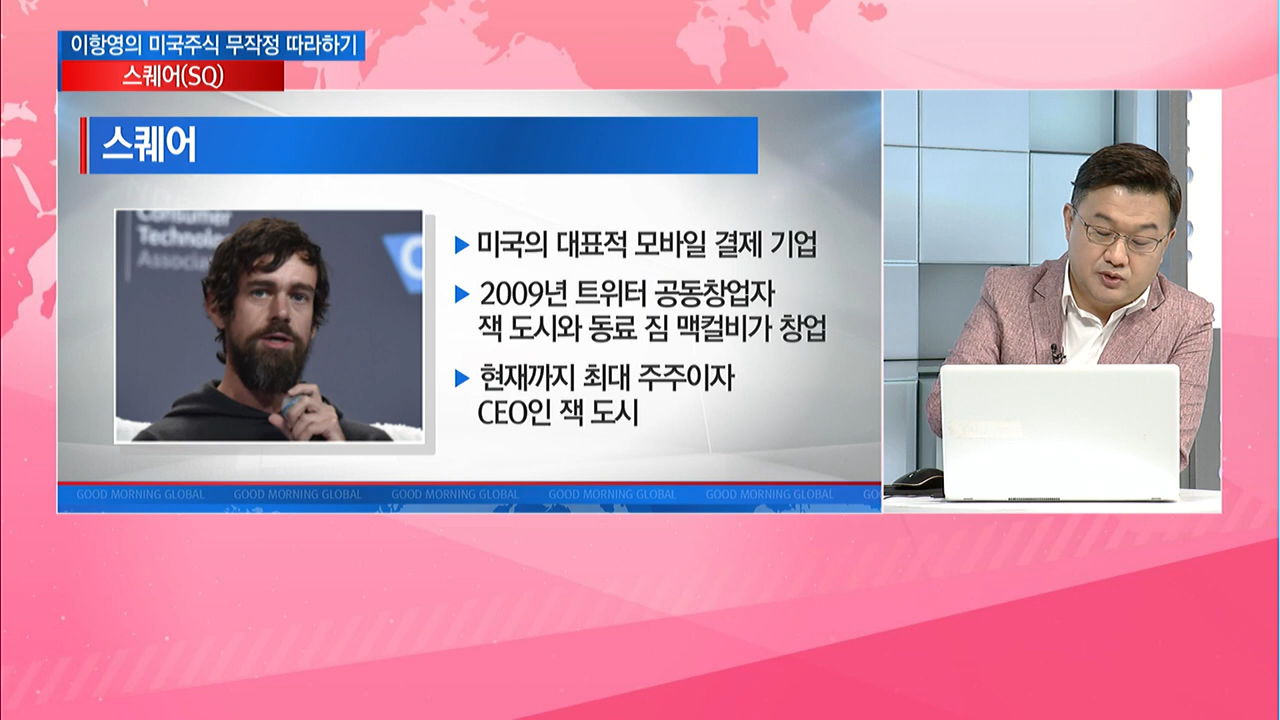 이항영의 미국주식 무작정 따라하기
스퀘어(SQ)
스퀘어
Consumer
Technology
Associat
▶ 미국의 대표적 모바일 결제 기업
▶ 2009년 트위터 공동창업자
잭 도시와 동료 짐 맥컬비가 창업
▶ 현재까지 최대 주주이자
CEO인 잭 도시
GOOD MORNING GLOBAL GOOD MORNING GLOBAL GOOD MORNING GLOBAL GOOD MORNING GLOBAL GOOD MORNING GLOBAL